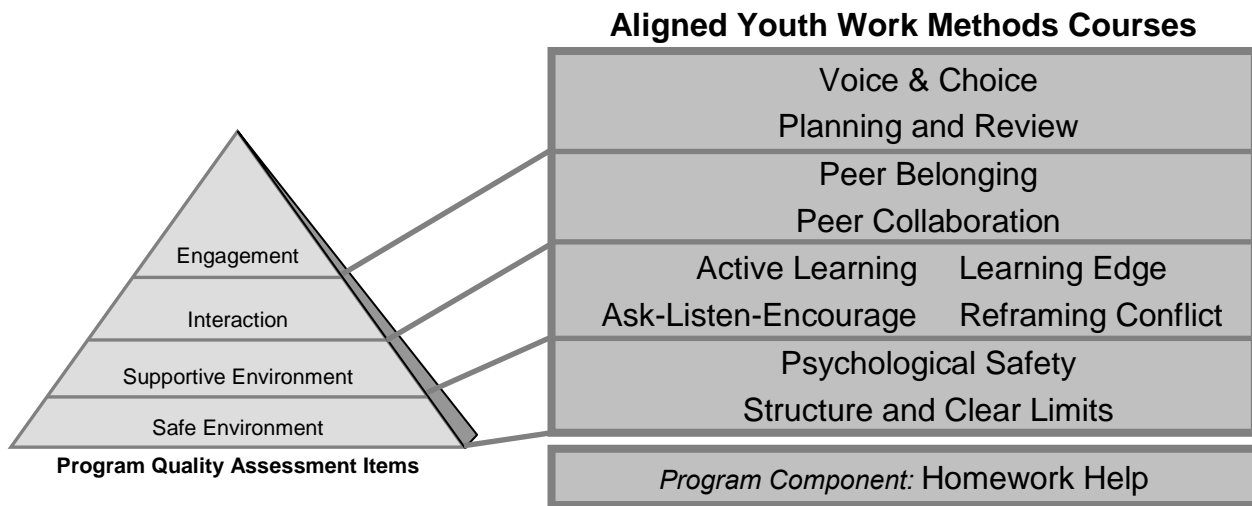 Aligned Youth Work Methods Courses
Voice & Choice
Planning and Review
Peer Belonging
Peer Collaboration
Active Learning Learning Edge
Ask-Listen-Encourage Reframing Conflict
Psychological Safety
Structure and Clear Limits
Program Component: Homework Help
Engagement
Interaction
Supportive Environment
Safe Environment
Program Quality Assessment Items